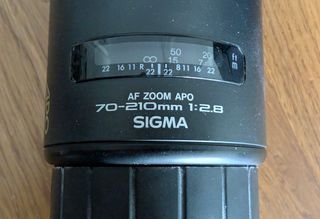 50 20 ft
∞ 15 7 m
22 16 11 R 22 22 8 11 16 22
AF ZOOM APO
70-210mm 1:2.8
SIGMA